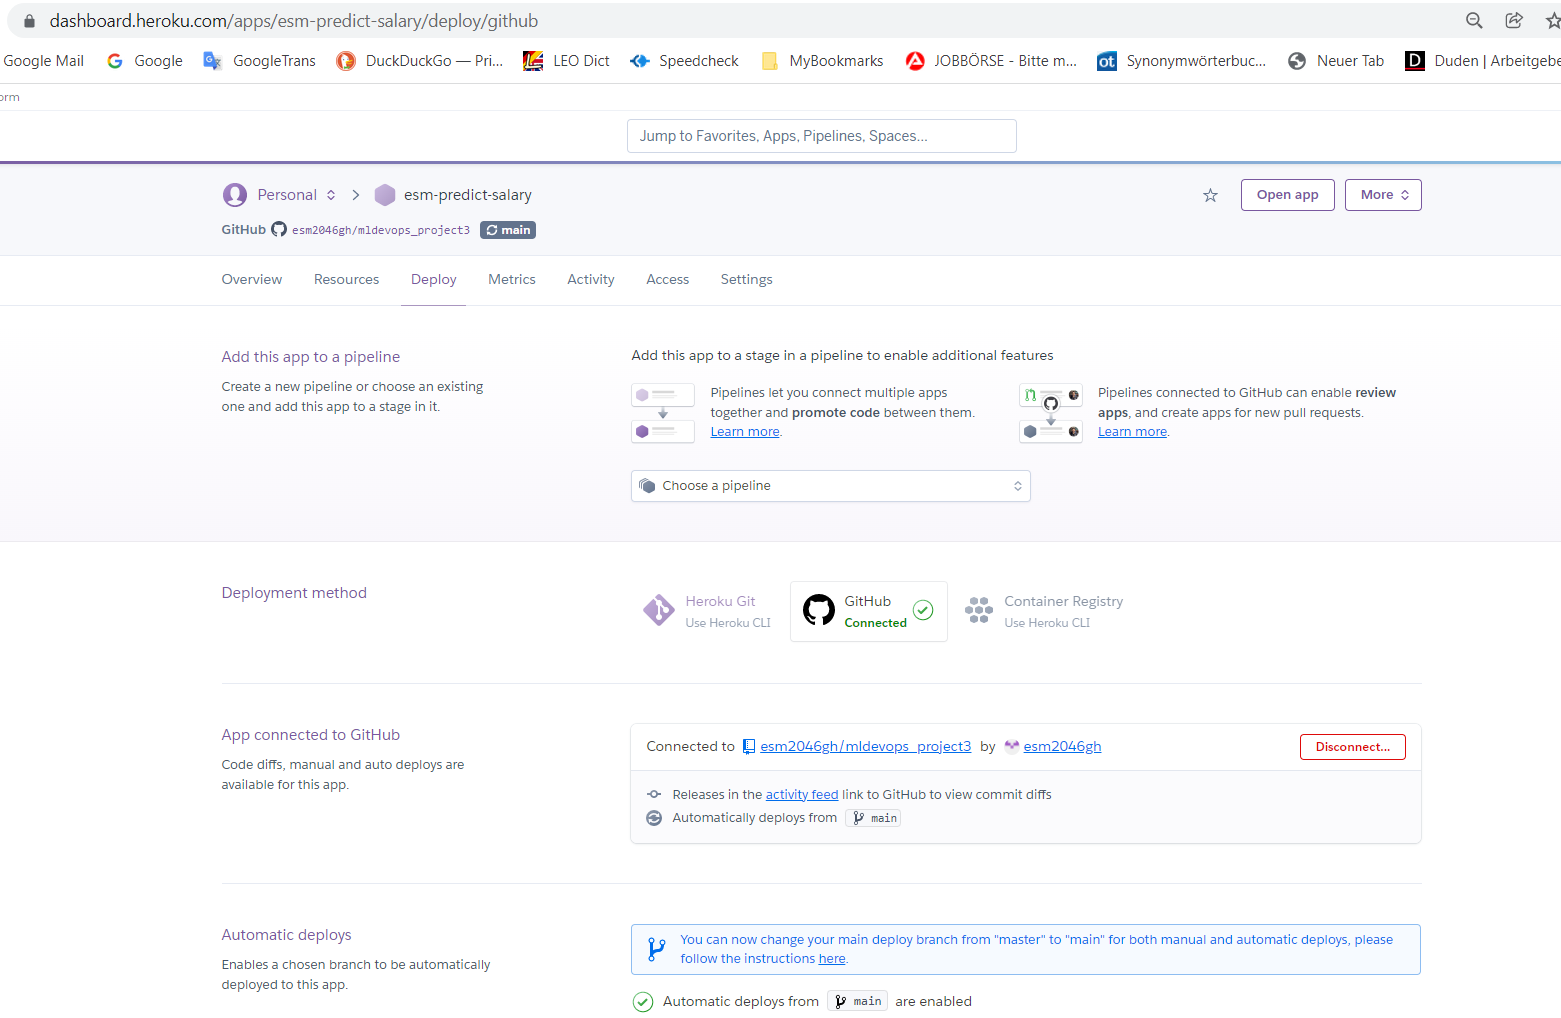 dashboard.heroku.com/apps/esm-predict-salary/deploy/github
Google Mail Google GoogleTrans DuckDuckGo — Pri... LEO Dict Speedcheck MyBookmarks JOBBÖRSE - Bitte m... ot Synonymwörterbuc... Neuer Tab D Duden | Arbeitgebe
orm
Jump to Favorites, Apps, Pipelines, Spaces...
Personal esm-predict-salary Open app More
GitHub esm2046gh/mldevops_project3 main
Overview Resources Deploy Metrics Activity Access Settings
Add this app to a pipeline
Create a new pipeline or choose an existing
one and add this app to a stage in it.
Add this app to a stage in a pipeline to enable additional features
Pipelines let you connect multiple apps
together and promote code between them.
Learn more.
Pipelines connected to GitHub can enable review
apps, and create apps for new pull requests.
Learn more.
Choose a pipeline
Deployment method
Heroku Git
Use Heroku CLI
GitHub
Connected
Container Registry
Use Heroku CLI
App connected to GitHub
Code diffs, manual and auto deploys are
available for this app.
Connected to esm2046gh/mldevops_project3 by esm2046gh Disconnect...
Releases in the activity feed link to GitHub to view commit diffs
Automatically deploys from main
Automatic deploys
Enables a chosen branch to be automatically
deployed to this app.
You can now change your main deploy branch from "master" to "main" for both manual and automatic deploys, please
follow the instructions here.
Automatic deploys from main are enabled